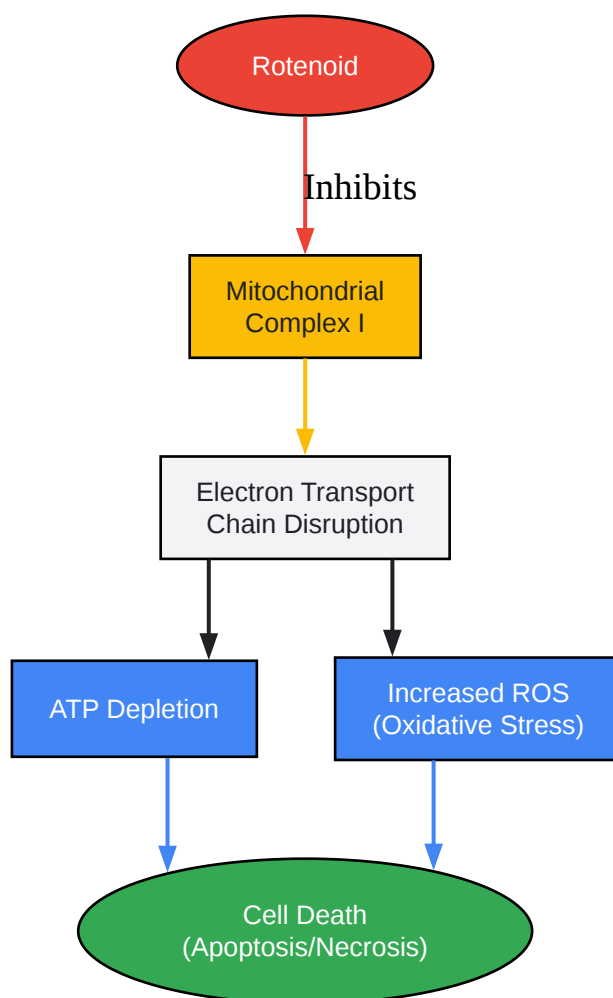 Rotenoid
Inhibits
Mitochondrial
Complex I
Electron Transport
Chain Disruption
ATP Depletion
Increased ROS
(Oxidative Stress)
Cell Death
(Apoptosis/Necrosis)